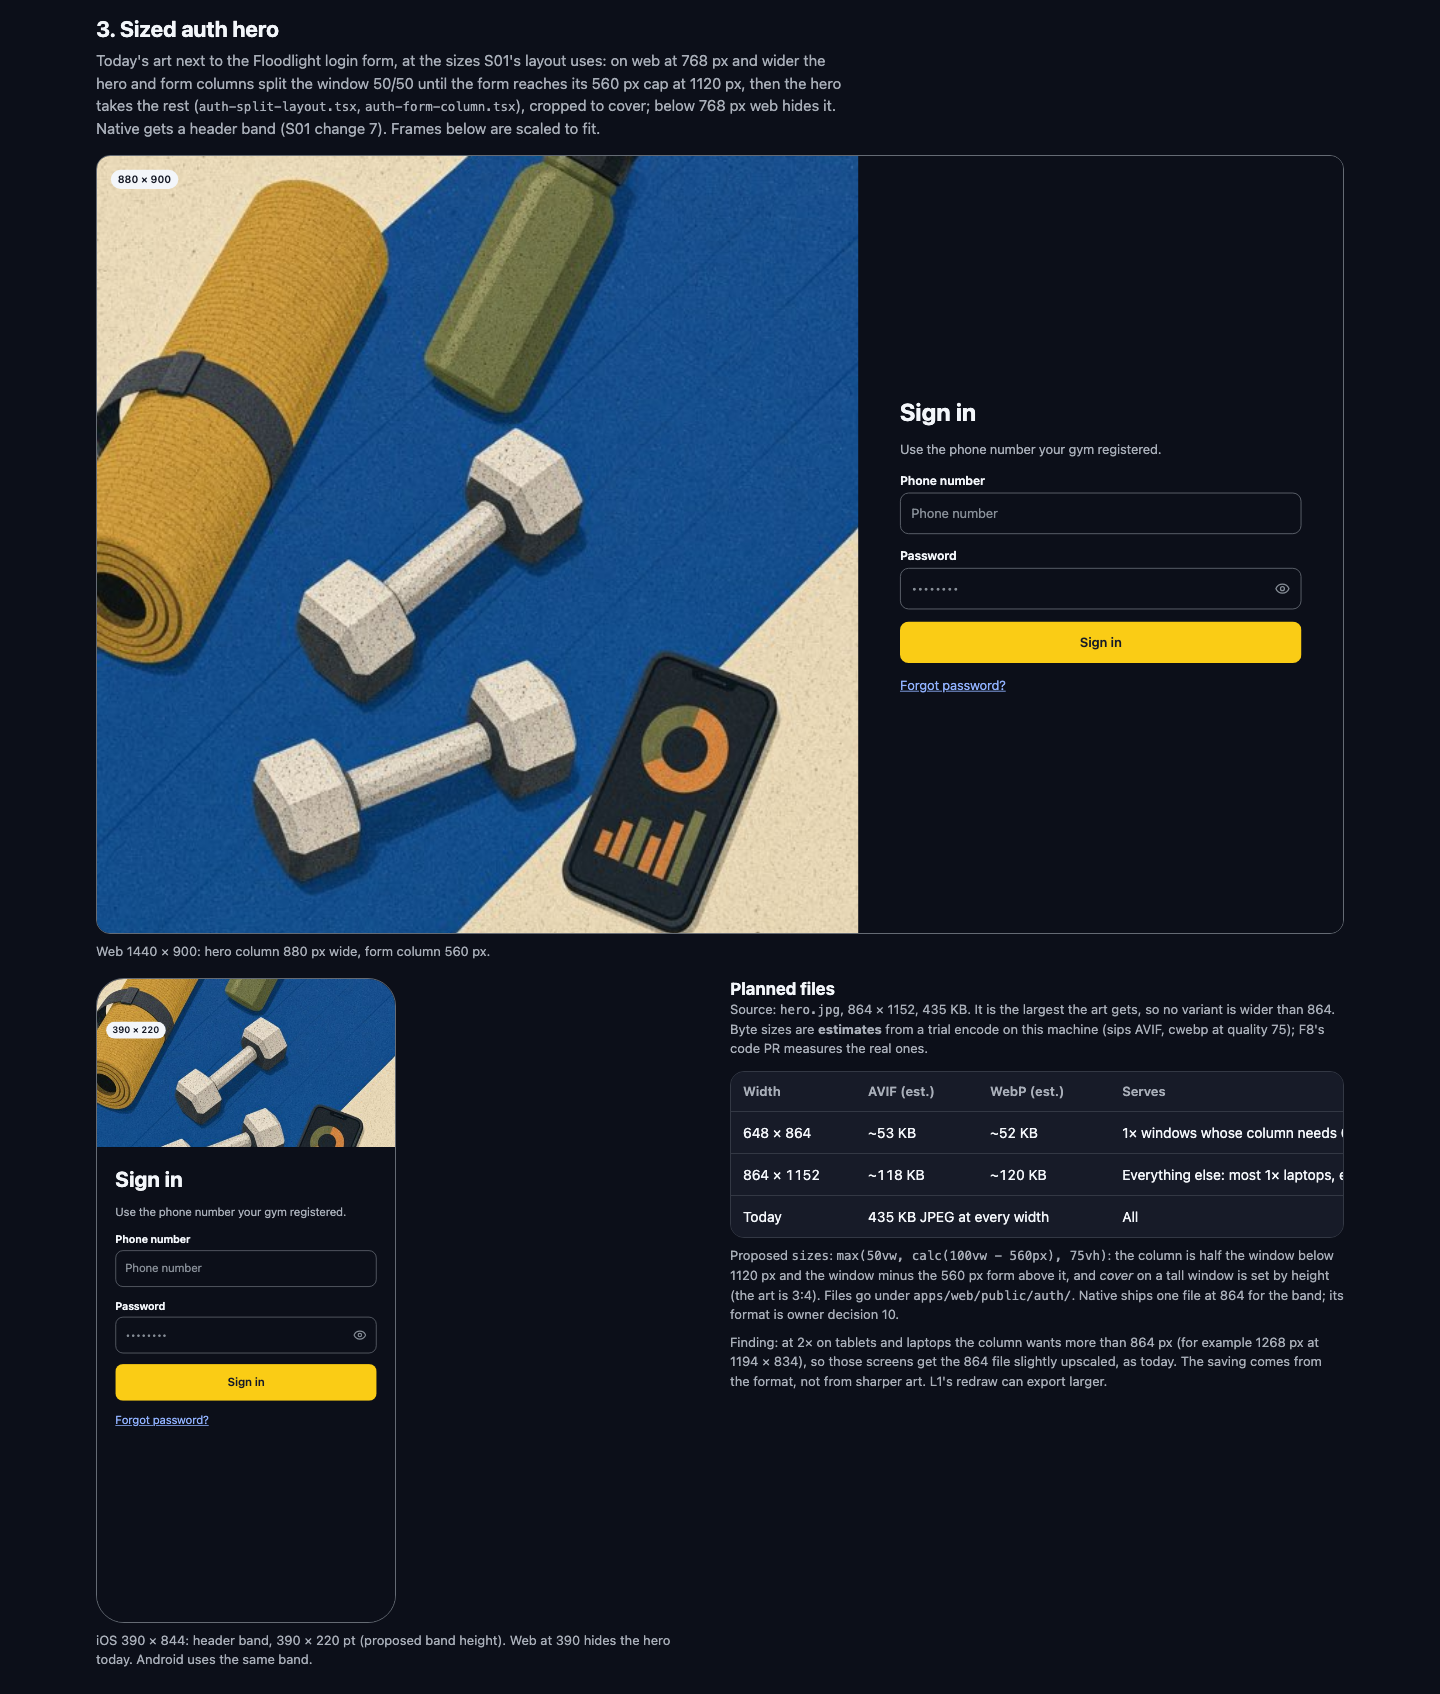 3. Sized auth hero
Today's art next to the Floodlight login form, at the sizes S01's layout uses: on web at 768 px and wider the
hero and form columns split the window 50/50 until the form reaches its 560 px cap at 1120 px, then the hero
takes the rest (auth-split-layout.tsx, auth-form-column.tsx), cropped to cover; below 768 px web hides it.
Native gets a header band (S01 change 7). Frames below are scaled to fit.
880 × 900
Sign in
Use the phone number your gym registered.
Phone number
Phone number
Password
••••••••
Sign in
Forgot password?
Web 1440 × 900: hero column 880 px wide, form column 560 px.
390 × 220
Sign in
Use the phone number your gym registered.
Phone number
Phone number
Password
••••••••
Sign in
Forgot password?
iOS 390 × 844: header band, 390 × 220 pt (proposed band height). Web at 390 hides the hero
today. Android uses the same band.
Planned files
Source: hero.jpg, 864 × 1152, 435 KB. It is the largest the art gets, so no variant is wider than 864.
Byte sizes are estimates from a trial encode on this machine (sips AVIF, cwebp at quality 75); F8's
code PR measures the real ones.
Width AVIF (est.) WebP (est.) Serves
648 × 864 ~53 KB ~52 KB 1× windows whose column needs
864 × 1152 ~118 KB ~120 KB Everything else: most 1× laptops,
Today 435 KB JPEG at every width All
Proposed sizes: max(50vw, calc(100vw - 560px), 75vh): the column is half the window below
1120 px and the window minus the 560 px form above it, and cover on a tall window is set by height
(the art is 3:4). Files go under apps/web/public/auth/. Native ships one file at 864 for the band; its
format is owner decision 10.
Finding: at 2× on tablets and laptops the column wants more than 864 px (for example 1268 px at
1194 × 834), so those screens get the 864 file slightly upscaled, as today. The saving comes from
the format, not from sharper art. L1's redraw can export larger.